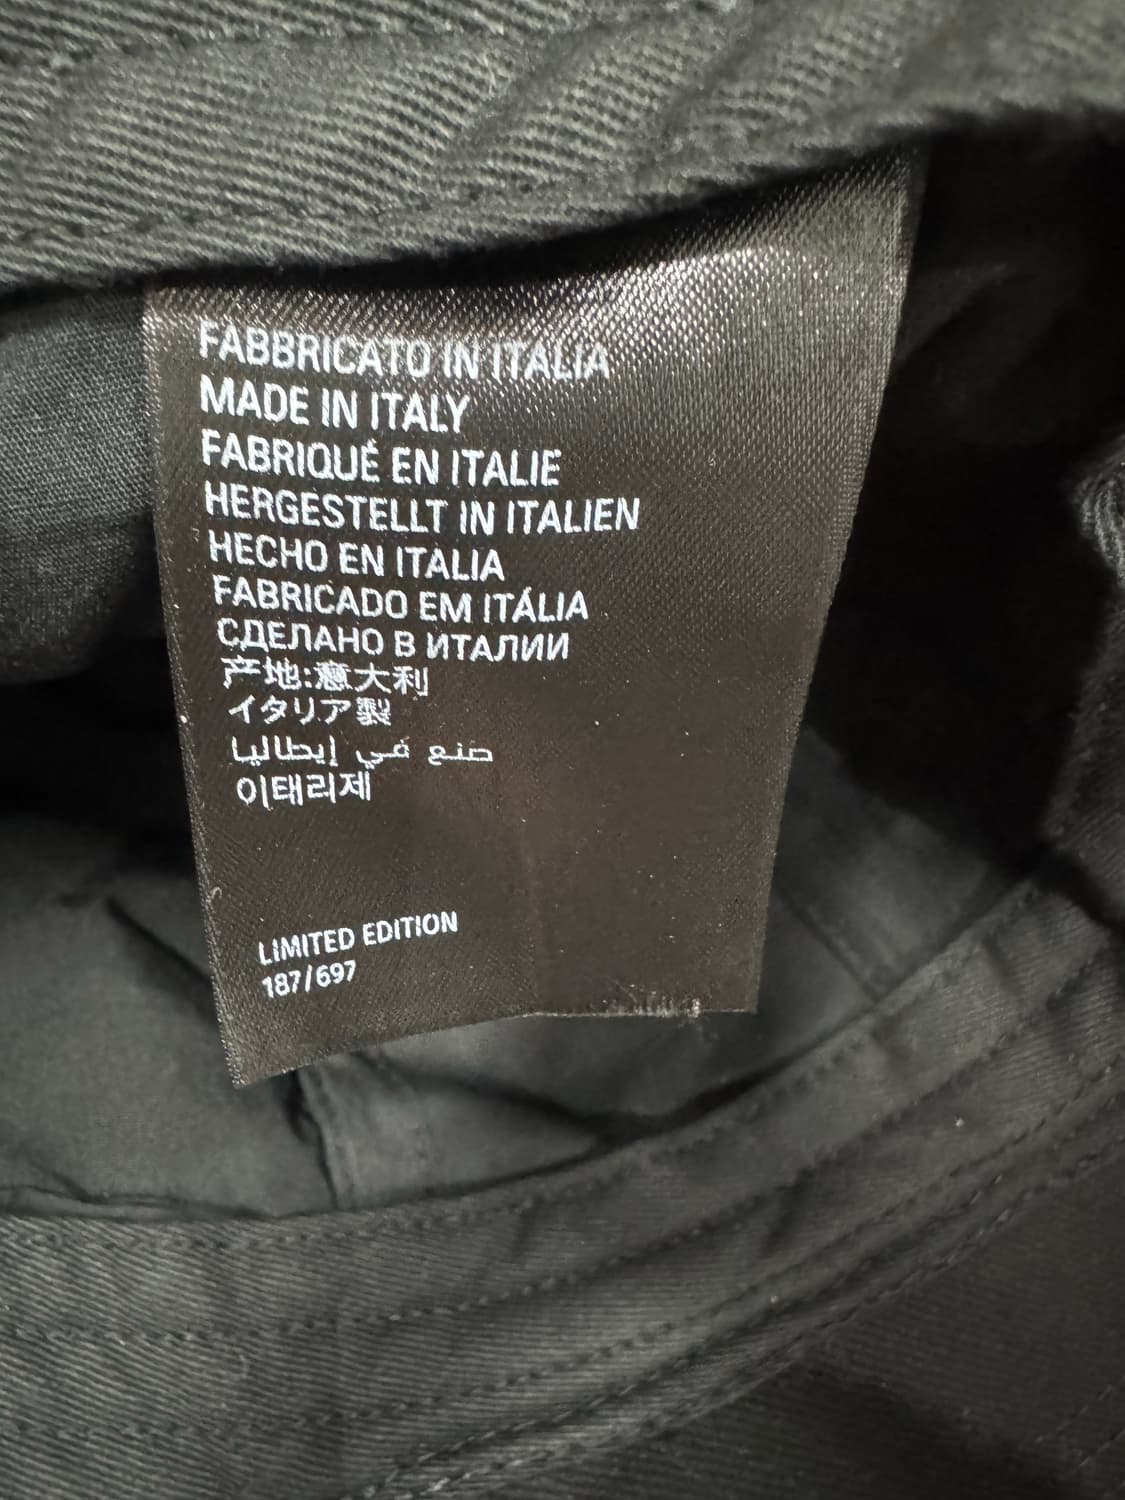 FABBRICATO IN ITALIA
MADE IN ITALY
FABRIQUÉ EN ITALIE
HERGESTELLT IN ITALIEN
HECHO EN ITALIA
FABRICADO EM ITÁLIA
СДЕЛАНО В ИТАЛИИ
产地:意大利
イタリア製
صنع في إيطاليا
이태리제
LIMITED EDITION
187/697